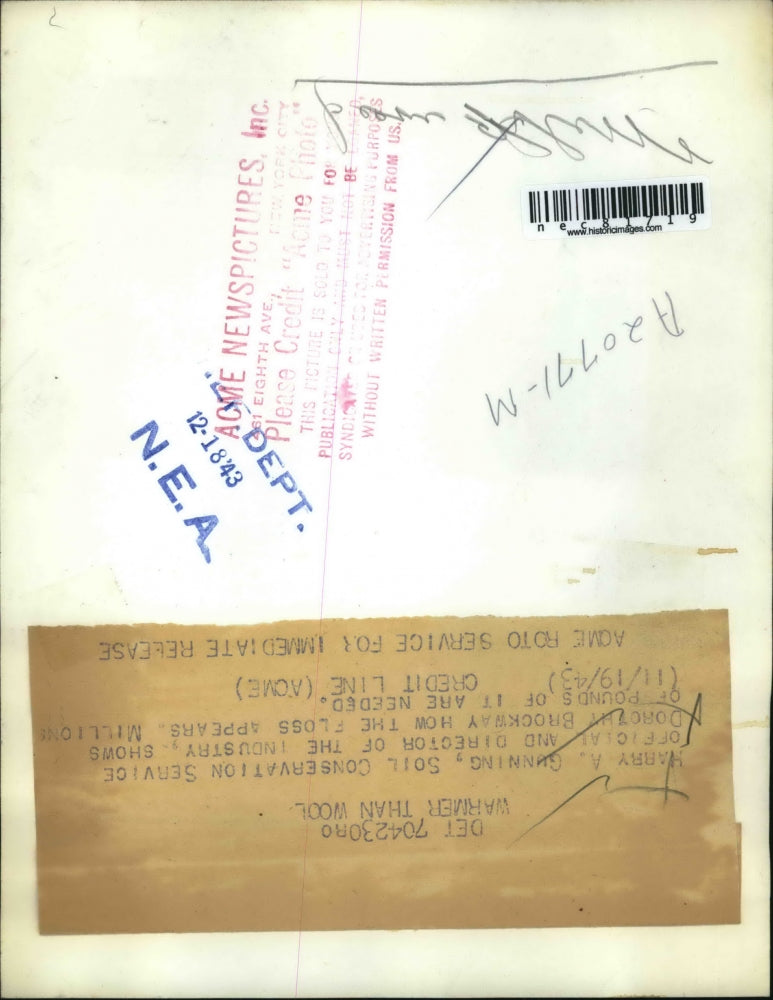 ACME NEWSPICTURES, Inc.
461 EIGHTH AVE., NEW YORK CITY
Please Credit "Acme Photo"
THIS PICTURE IS SOLD TO YOU FOR
PUBLICATION ONLY AND MUST NOT BE LOANED,
SYNDICATED OR USED FOR ADVERTISING PURPOSES
WITHOUT WRITTEN PERMISSION FROM US.
DEPT.
12-18'43
N.E.A.
nec81719
www.historicimages.com
A20771-M
DET 704230RO
WARMER THAN WOOL
HARRY A. GUNNING, SOIL CONSERVATION SERVICE
OFFICIAL AND DIRECTOR OF THE INDUSTRY, SHOWS
DOROTHY BROCKWAY HOW THE FLOSS APPEARS. MILLIONS
OF POUNDS OF IT ARE NEEDED.
(11/19/43) CREDIT LINE (ACME)
ACME ROTO SERVICE FOR IMMEDIATE RELEASE